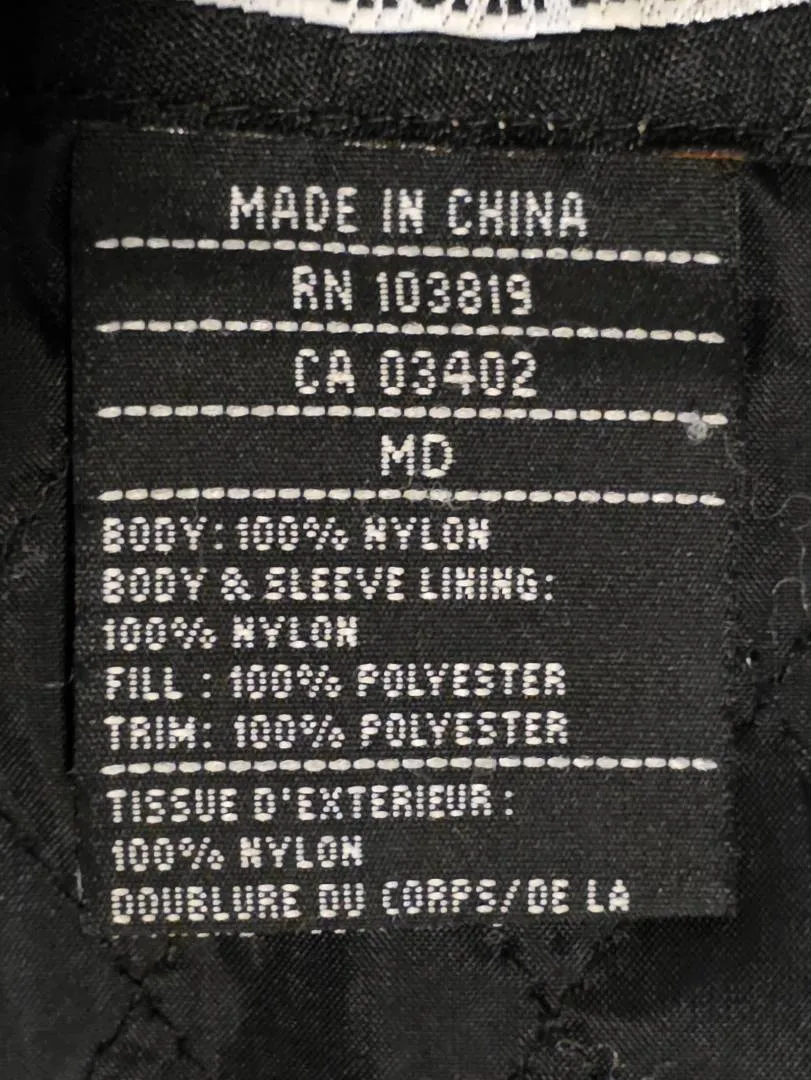 MADE IN CHINA
RN 103819
CA 03402
MD
BODY: 100% NYLON
BODY & SLEEVE LINING:
100% NYLON
FILL : 100% POLYESTER
TRIM: 100% POLYESTER
TISSUE D'EXTERIEUR :
100% NYLON
DOUBLURE DU CORPS/DE LA